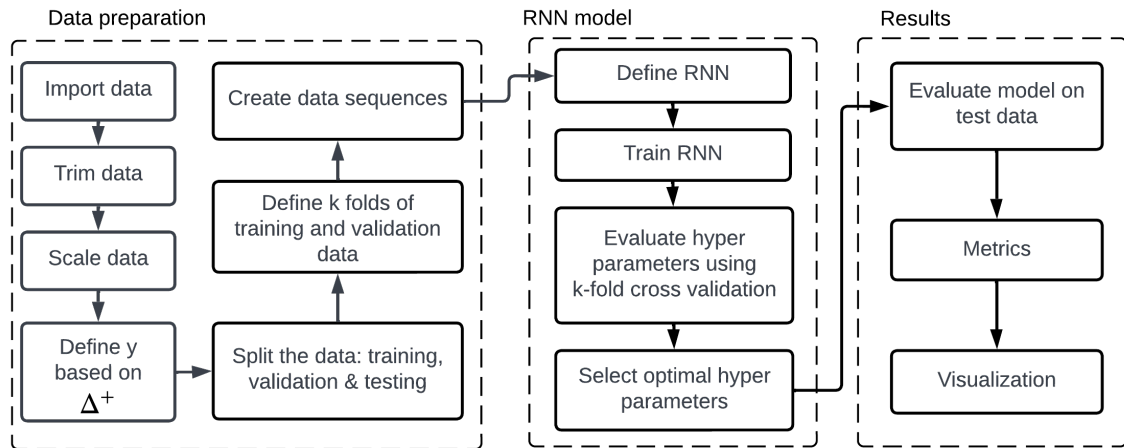 Data preparation
Import data
Trim data
Scale data
Define y
based on
Δ⁺
Split the data: training,
validation & testing
Define k folds of
training and validation
data
Create data sequences
RNN model
Define RNN
Train RNN
Evaluate hyper
parameters using
k-fold cross validation
Select optimal hyper
parameters
Results
Evaluate model on
test data
Metrics
Visualization